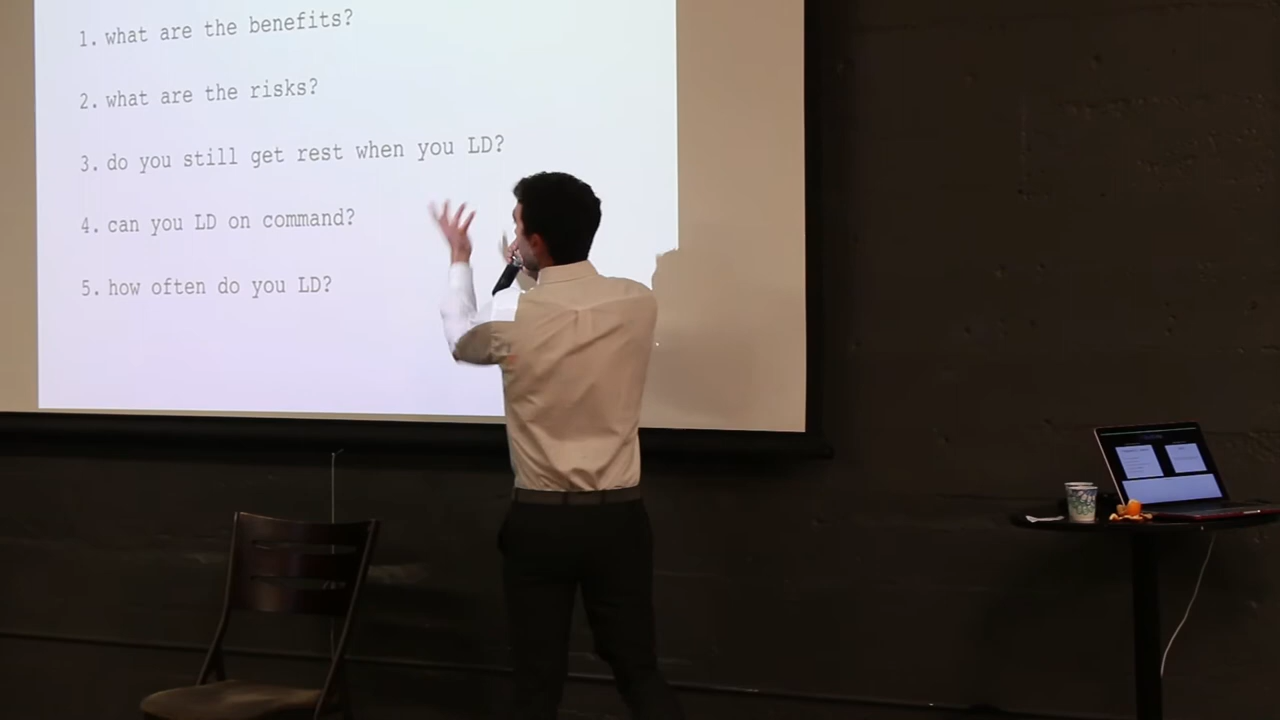 1. what are the benefits?
2. what are the risks?
3. do you still get rest when you LD?
4. can you LD on command?
5. how often do you LD?